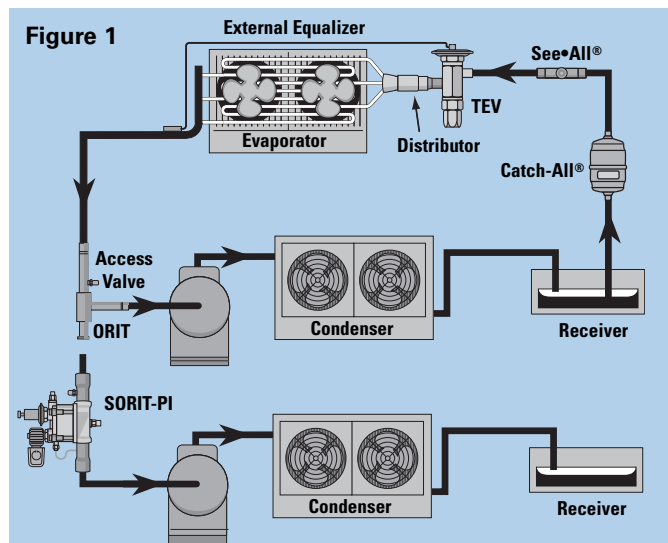 Figure 1
External Equalizer
See•All®
TEV
Evaporator
Distributor
Catch-All®
Access
Valve
ORIT
Condenser
Receiver
SORIT-PI
Condenser
Receiver